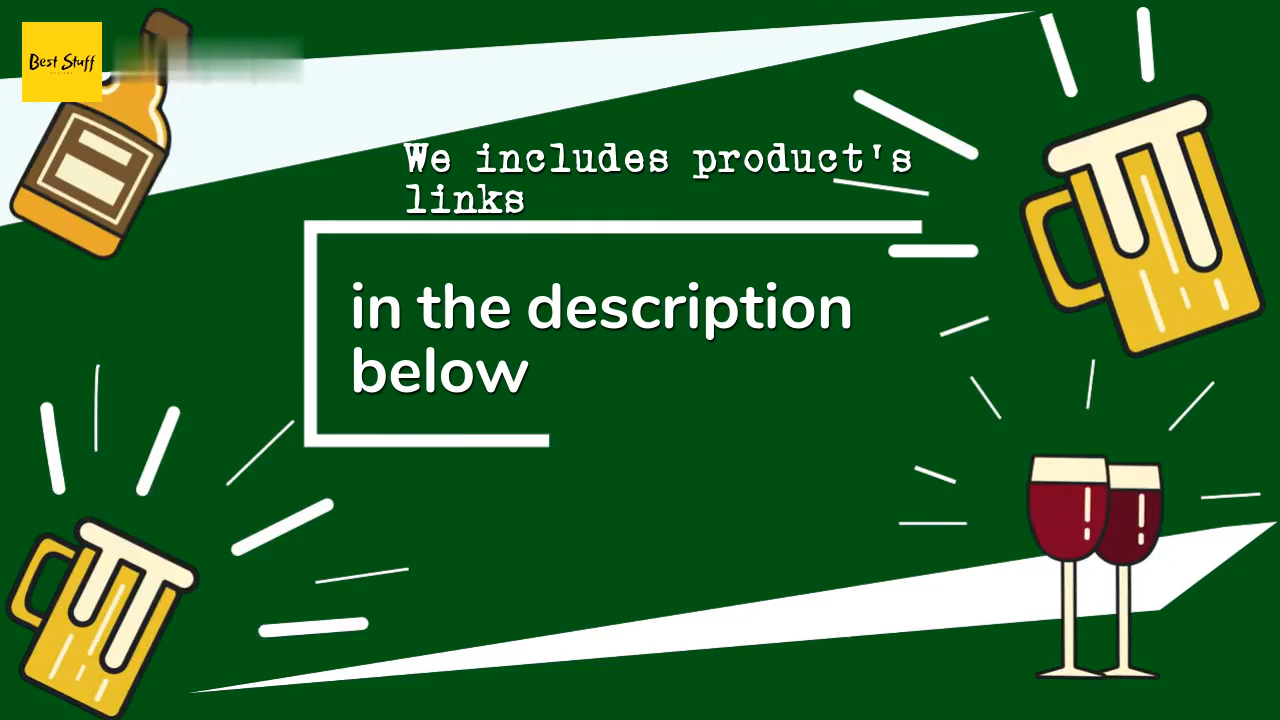 Best Stuff
We includes product's
links
in the description
below